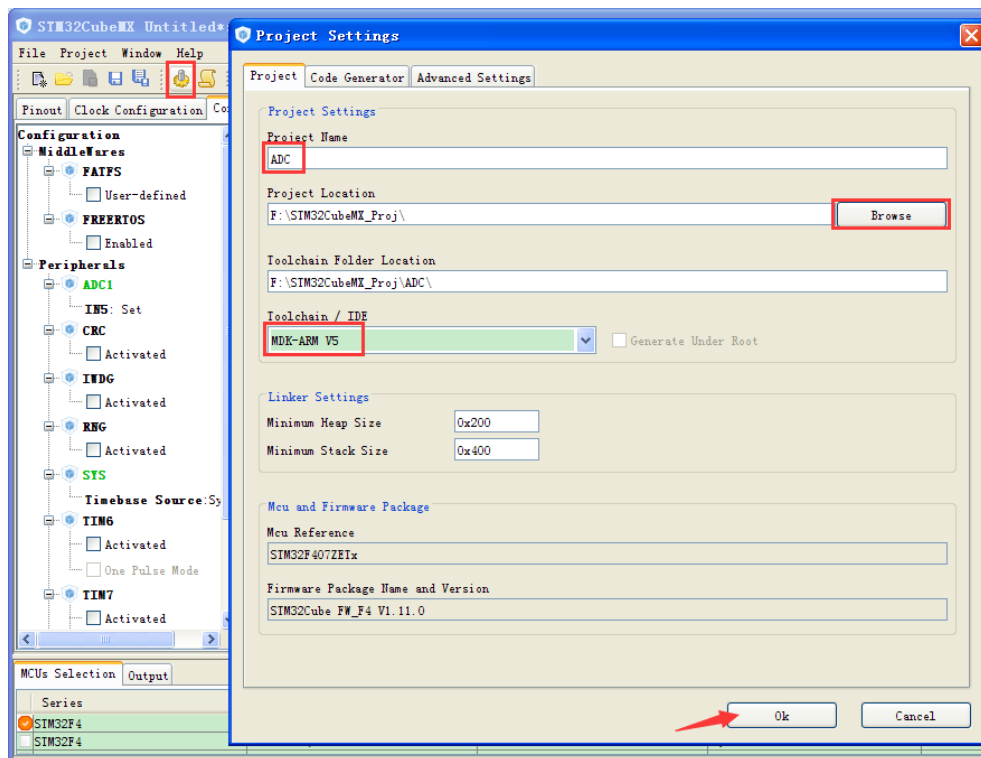 STM32CubeMX Untitled*
File Project Window Help
Pinout Clock Configuration Co
Configuration
MiddleWares
FATFS
User-defined
FREERTOS
Enabled
Peripherals
ADC1
IN5: Set
CRC
Activated
IWDG
Activated
RNG
Activated
SYS
Timebase Source:Sy
TIM6
Activated
One Pulse Mode
TIM7
Activated
MCUs Selection Output
Series
STM32F4
STM32F4
Project Settings
Project Code Generator Advanced Settings
Project Settings
Project Name
ADC
Project Location
F:\STM32CubeMX_Proj\
Browse
Toolchain Folder Location
F:\STM32CubeMX_Proj\ADC\
Toolchain / IDE
MDK-ARM V5
Generate Under Root
Linker Settings
Minimum Heap Size 0x200
Minimum Stack Size 0x400
Mcu and Firmware Package
Mcu Reference
STM32F407ZETx
Firmware Package Name and Version
STM32Cube FW_F4 V1.11.0
Ok Cancel